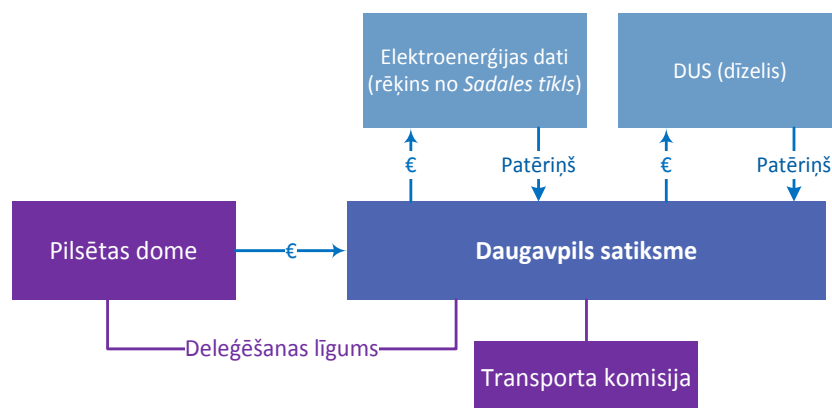 Elektroenerģijas dati
(rēķins no Sadales tīkls)
DUS (dīzelis)
€
Patēriņš
€
Patēriņš
Pilsētas dome
€
Daugavpils satiksme
Deleģēšanas līgums
Transporta komisija